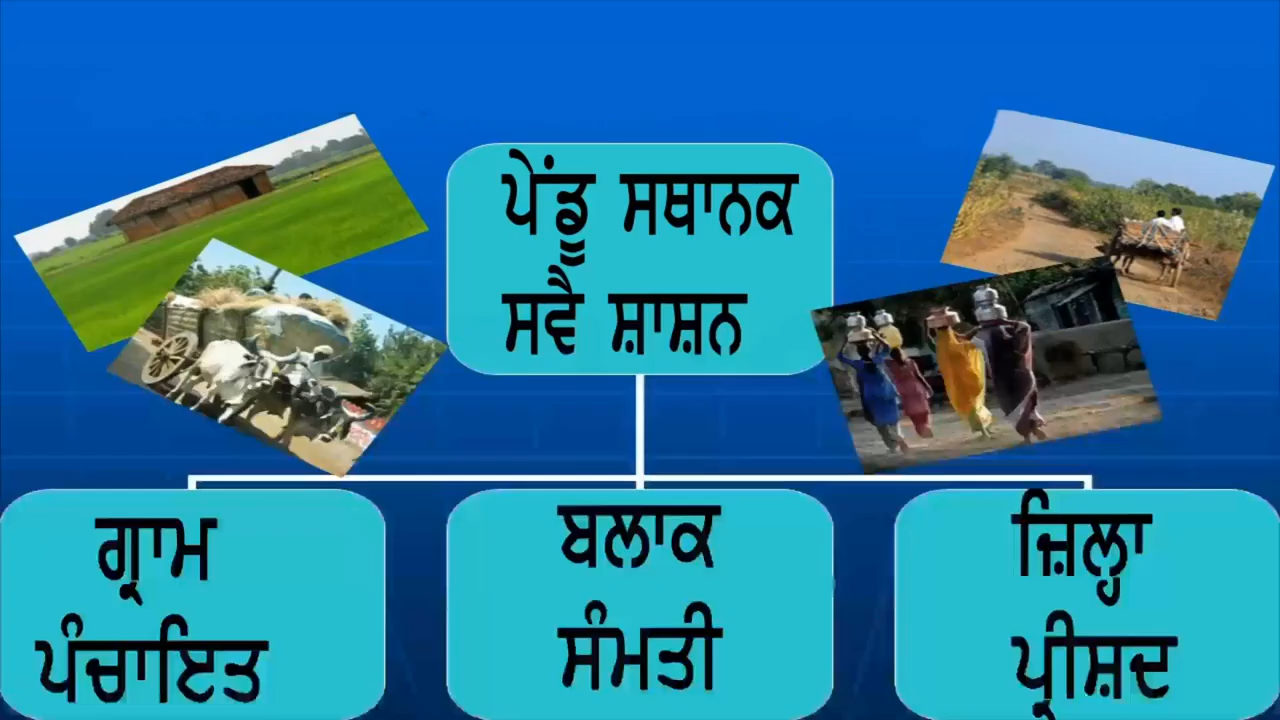 ਪੇਂਡੂ ਸਥਾਨਕ
ਸਵੈ ਸ਼ਾਸ਼ਨ
ਗ੍ਰਾਮ
ਪੰਚਾਇਤ
ਬਲਾਕ
ਸੰਮਤੀ
ਜ਼ਿਲ੍ਹਾ
ਪ੍ਰੀਸ਼ਦ